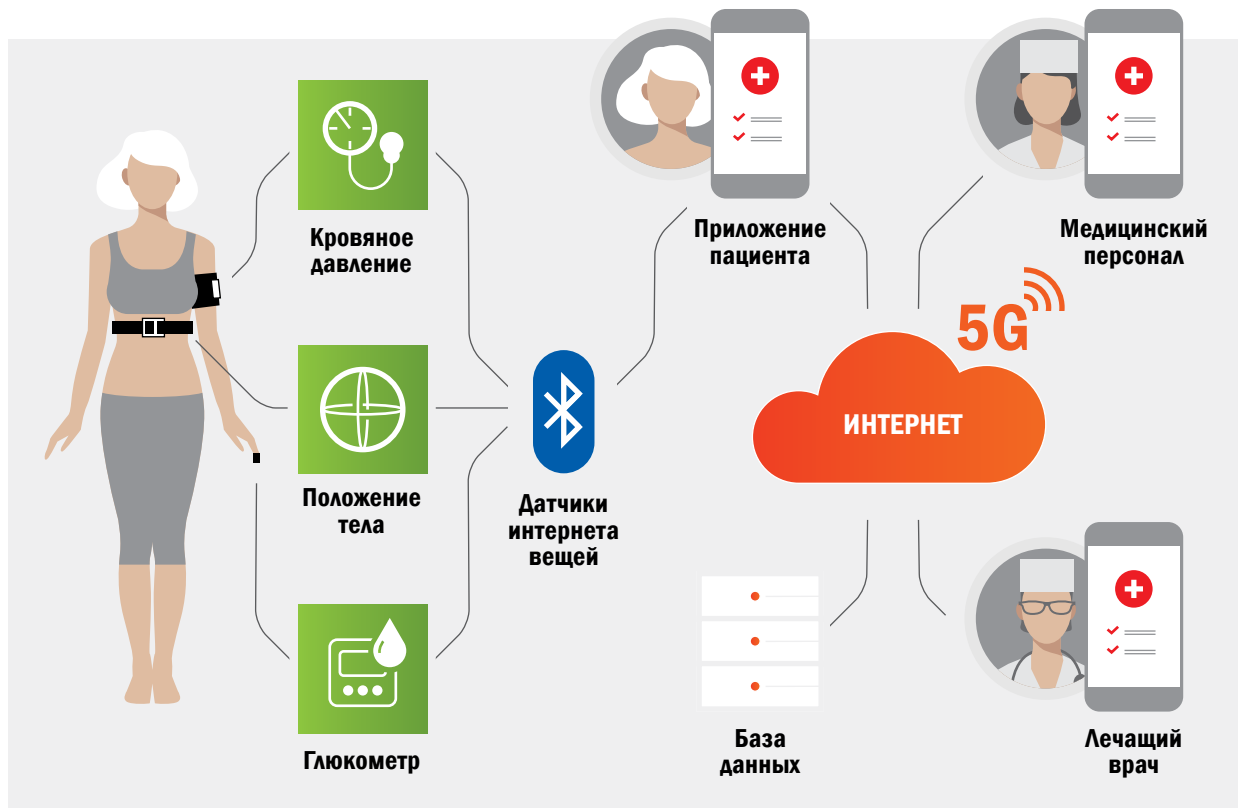 Кровяное
давление
Положение
тела
Глюкометр
Датчики
интернета
вещей
Приложение
пациента
Медицинский
персонал
5G
ИНТЕРНЕТ
База
данных
Лечащий
врач